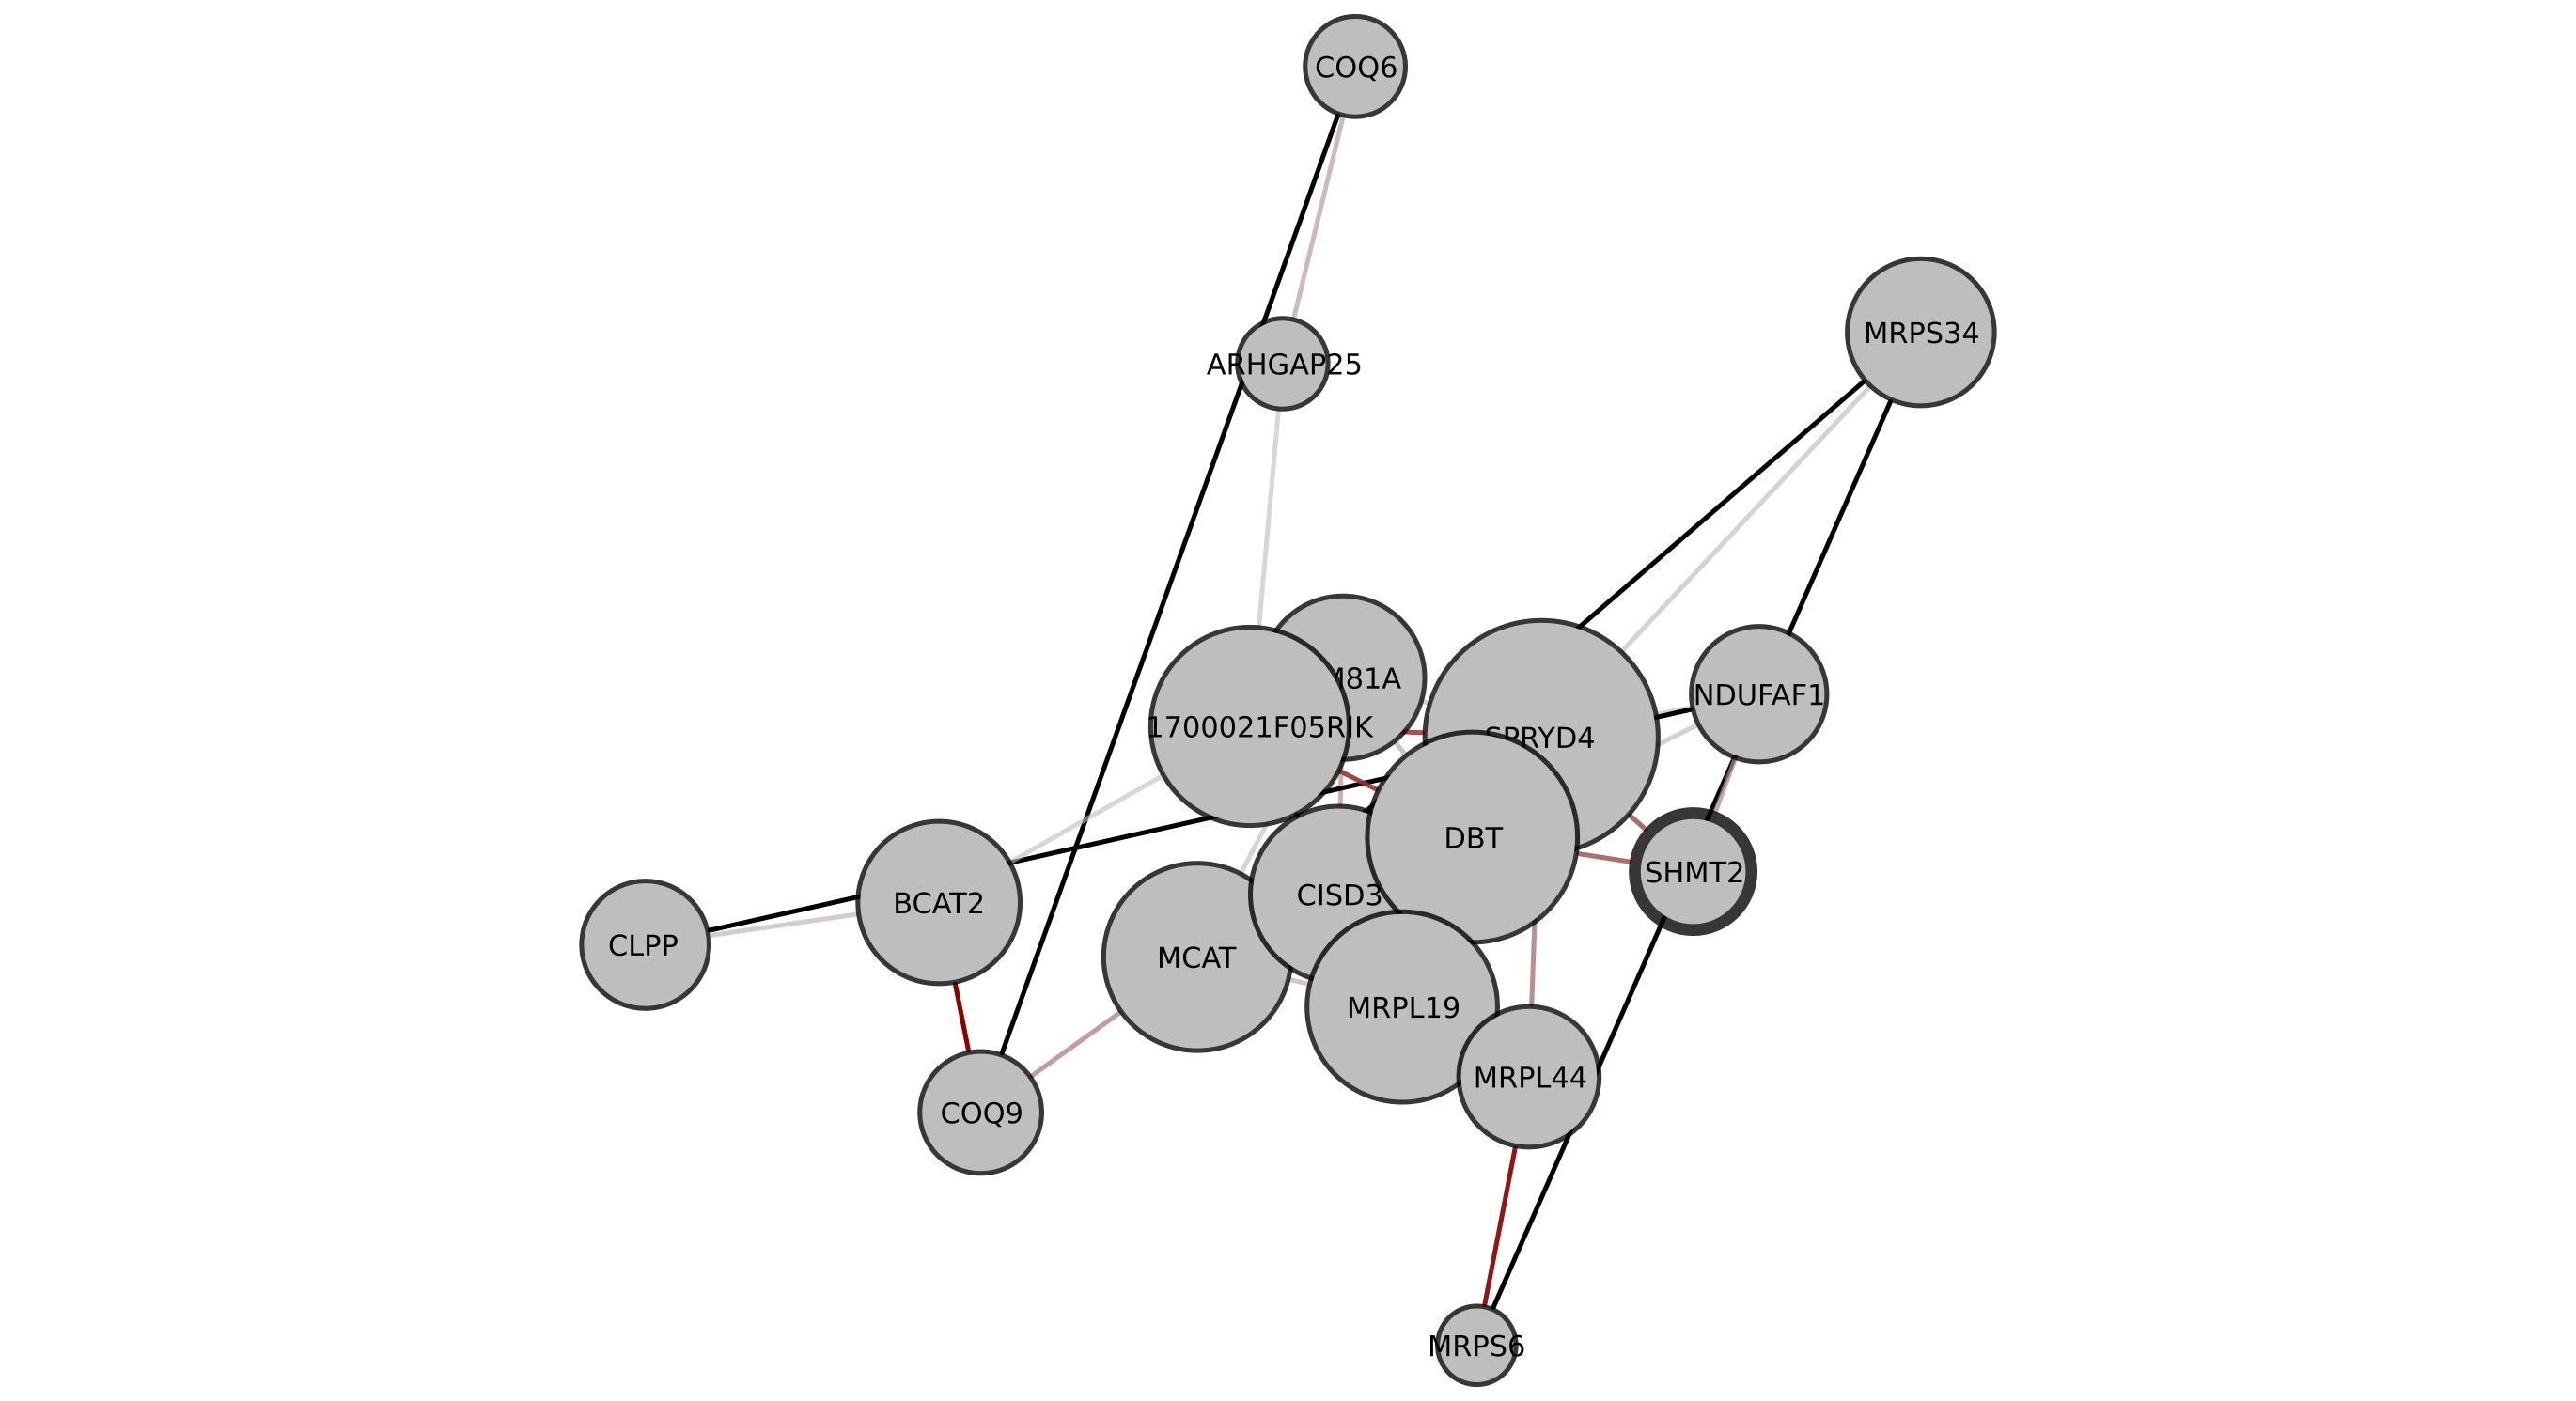 COQ6
MRPS34
ARHGAP25
M81A
NDUFAF1
1700021F05RIK
SPRYD4
DBT
SHMT2
CISD3
BCAT2
CLPP
MCAT
MRPL19
MRPL44
COQ9
MRPS6